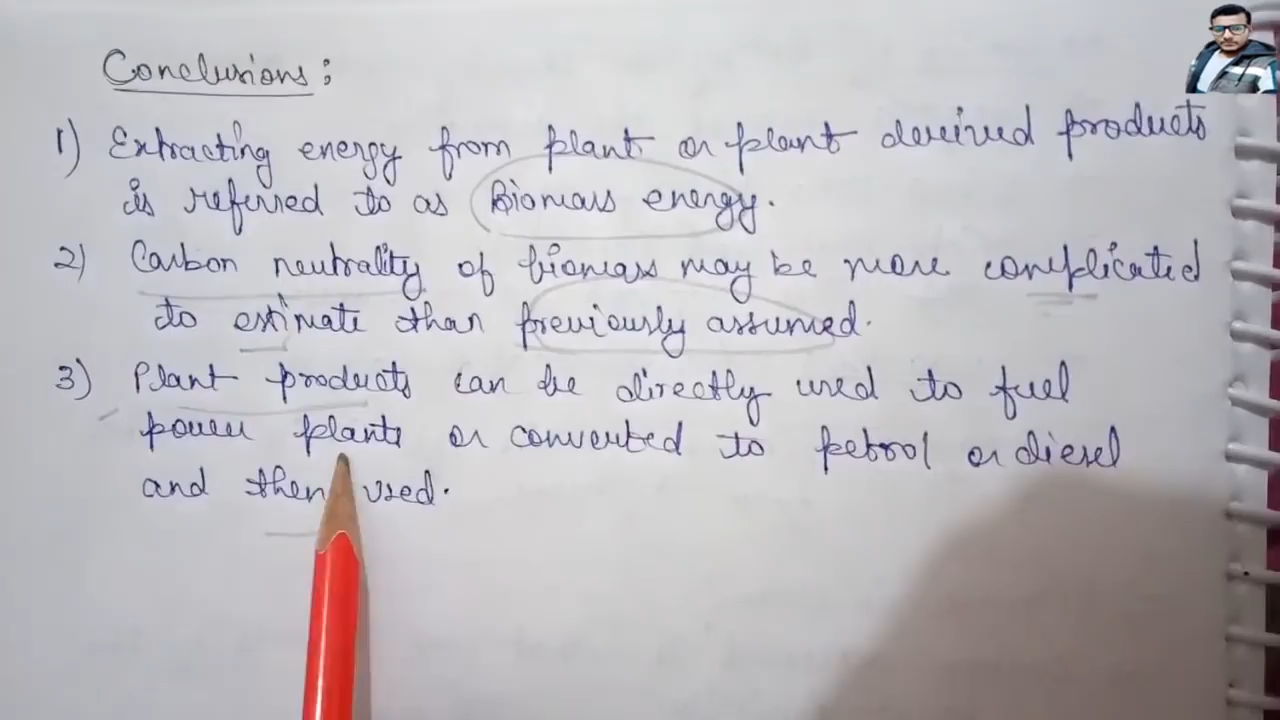 Conclusions:
1) Extracting energy from plant or plant derived products
is referred to as Biomass energy.
2) Carbon neutrality of biomass may be more complicated
to estimate than previously assumed.
3) Plant products can be directly used to fuel
power plants or converted to petrol or diesel
and then used.